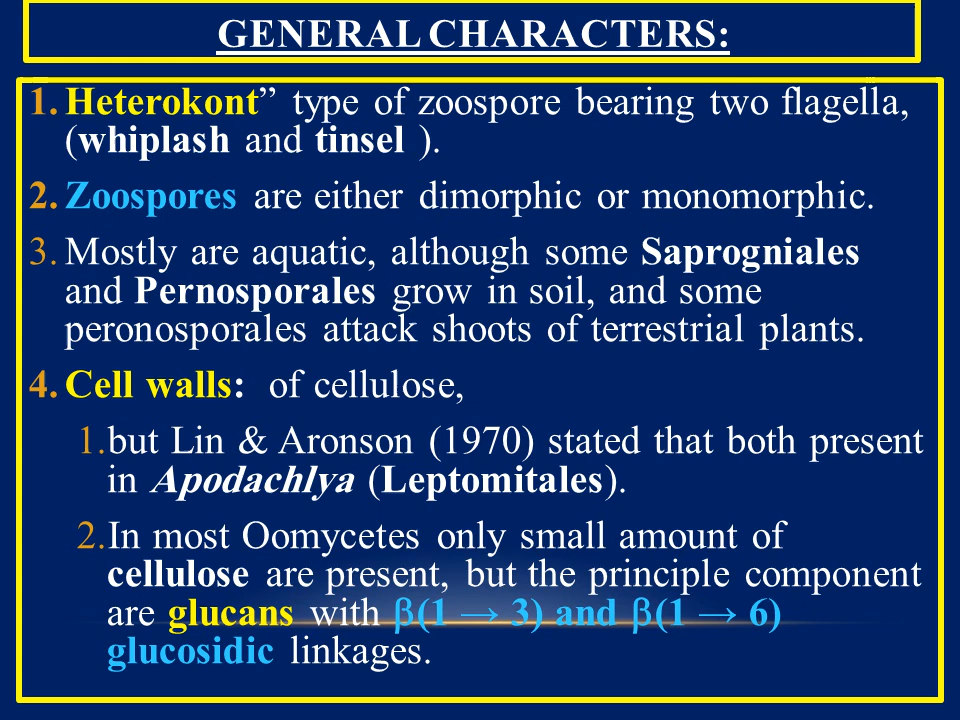 GENERAL CHARACTERS:
1. Heterokont” type of zoospore bearing two flagella,
(whiplash and tinsel ).
2. Zoospores are either dimorphic or monomorphic.
3. Mostly are aquatic, although some Saprogniales
and Pernosporales grow in soil, and some
peronosporales attack shoots of terrestrial plants.
4. Cell walls: of cellulose,
1. but Lin & Aronson (1970) stated that both present
in Apodachlya (Leptomitales).
2. In most Oomycetes only small amount of
cellulose are present, but the principle component
are glucans with β(1 → 3) and β(1 → 6)
glucosidic linkages.